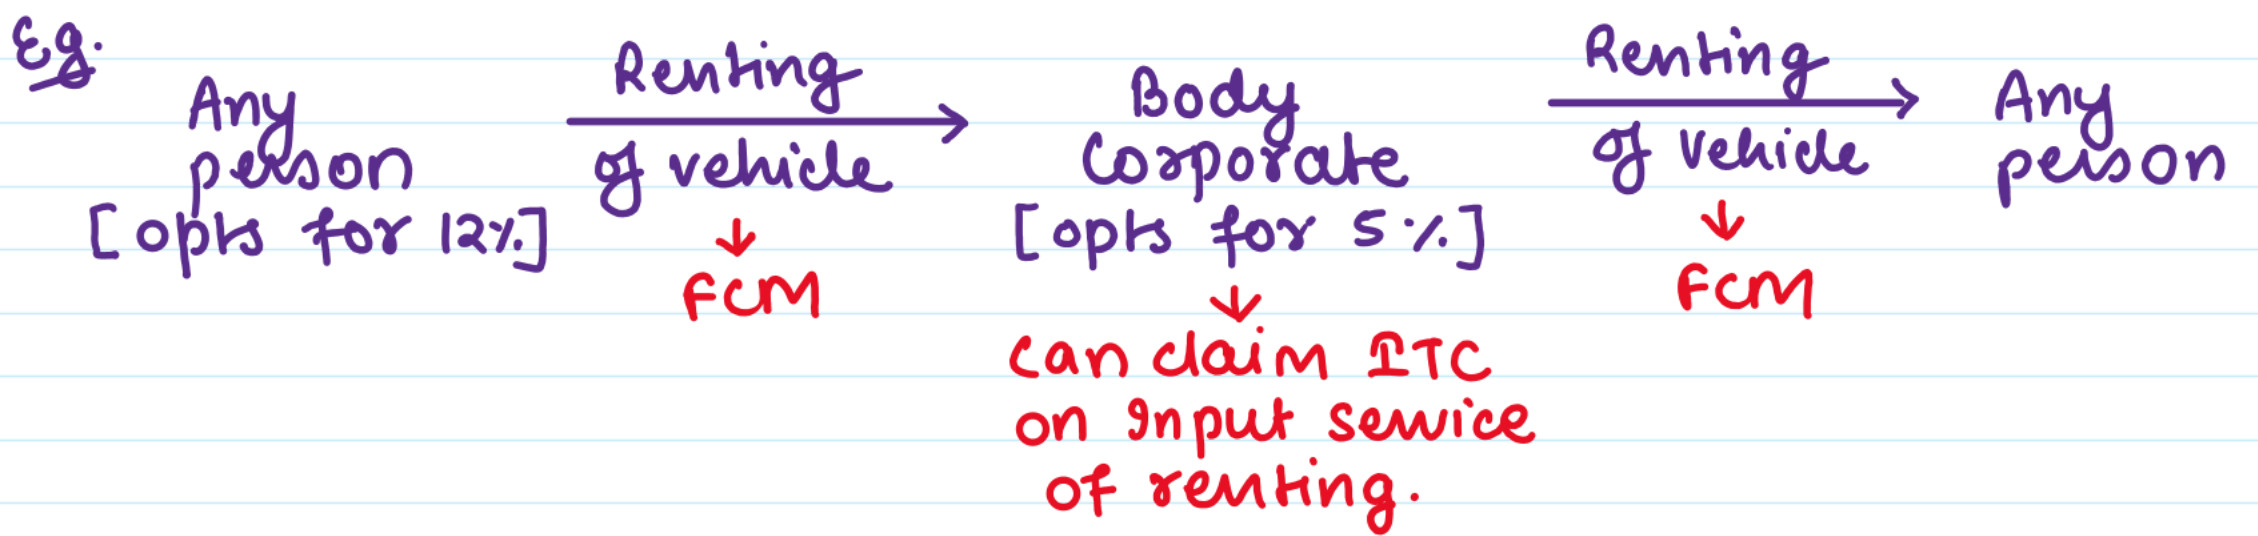 Eg.
Any person [opts for 12%]
Renting of vehicle
↓
FCM
Body Corporate [opts for 5%]
↓
can claim ITC
on Input service
of renting.
Renting of vehicle
↓
FCM
Any person